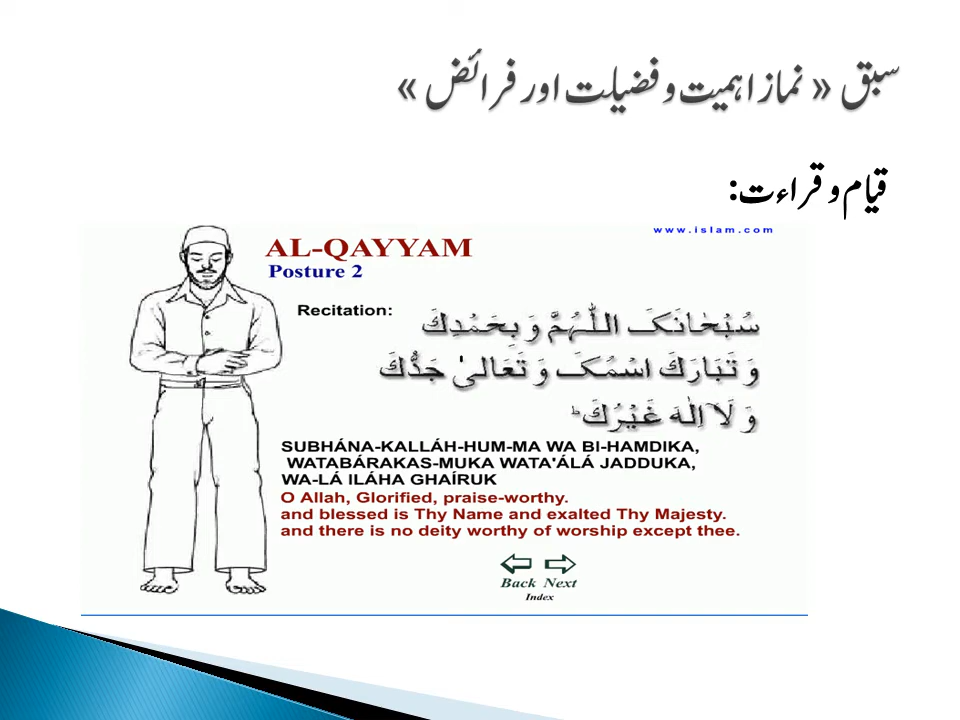 سبق « نماز اہمیت و فضیلت اور فرائض »
قیام و قراءت:
www.islam.com
AL-QAYYAM
Posture 2
Recitation:
سُبْحَانَکَ اللّٰہُمَّ وَ بِحَمْدِكَ
وَ تَبَارَكَ اسْمُکَ وَ تَعَالٰیٰ جَدُّكَ
وَ لَآ اِلٰهَ غَیْرُكَ ؕ
SUBHÁNA-KALLÁH-HUM-MA WA BI-HAMDIKA,
WATABÁRAKAS-MUKA WATA'ÁLÁ JADDUKA,
WA-LÁ ILÁHA GHAÍRUK
O Allah, Glorified, praise-worthy.
and blessed is Thy Name and exalted Thy Majesty.
and there is no deity worthy of worship except thee.
Back Next
Index